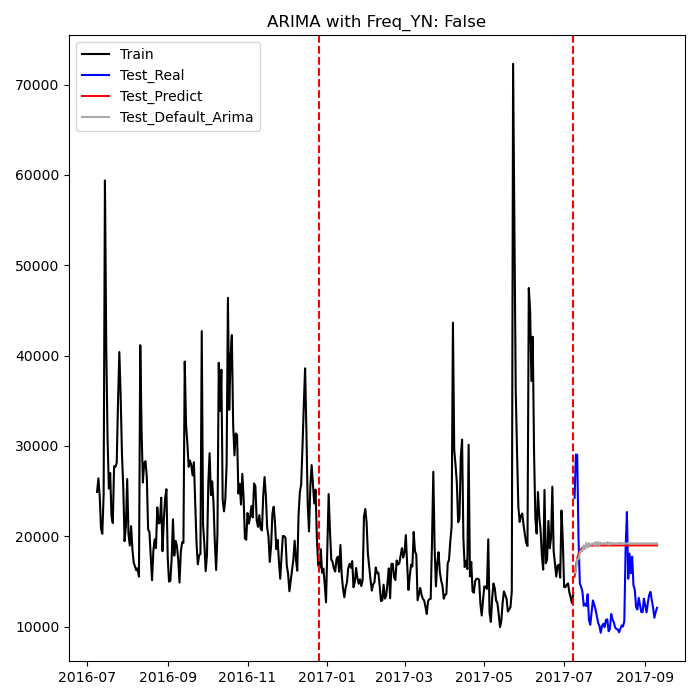 ARIMA with Freq_YN: False
Train
Test_Real
Test_Predict
Test_Default_Arima
70000
60000
50000
40000
30000
20000
10000
2016-07 2016-09 2016-11 2017-01 2017-03 2017-05 2017-07 2017-09